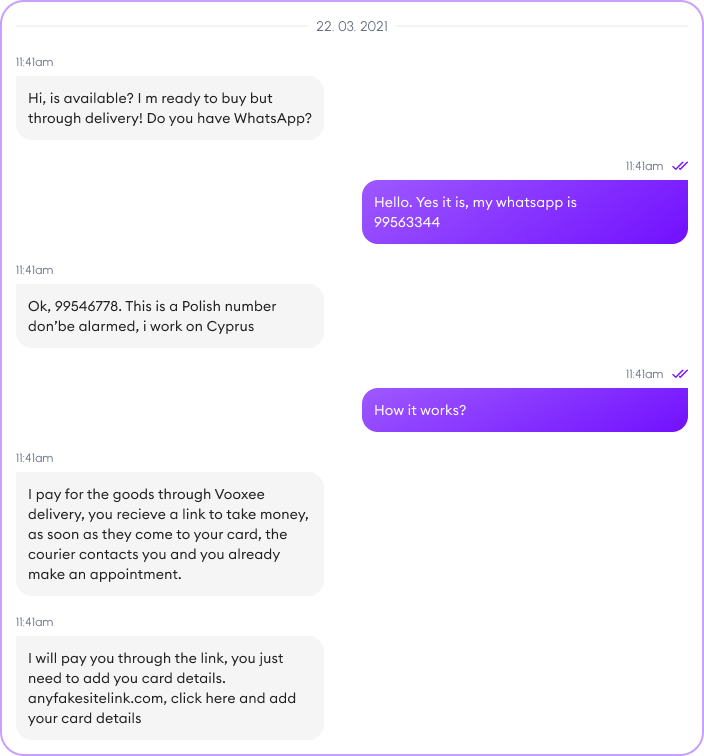 22. 03. 2021
11:41am
Hi, is available? I m ready to buy but
through delivery! Do you have WhatsApp?
11:41am
Hello. Yes it is, my whatsapp is
99563344
11:41am
Ok, 99546778. This is a Polish number
don'be alarmed, i work on Cyprus
11:41am
How it works?
11:41am
I pay for the goods through Vooxee
delivery, you recieve a link to take money,
as soon as they come to your card, the
courier contacts you and you already
make an appointment.
11:41am
I will pay you through the link, you just
need to add you card details.
anyfakesitelink.com, click here and add
your card details